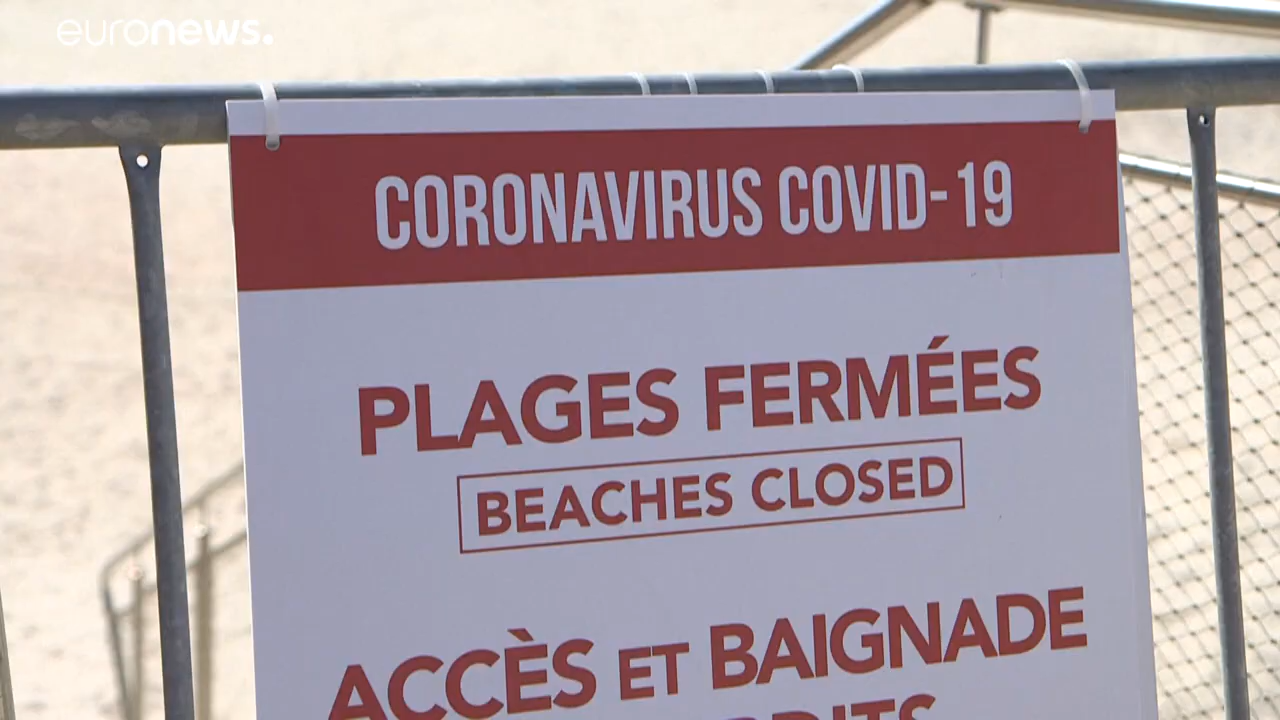 euronews.
CORONAVIRUS COVID-19
PLAGES FERMÉES
BEACHES CLOSED
ACCÈS ET BAIGNADE